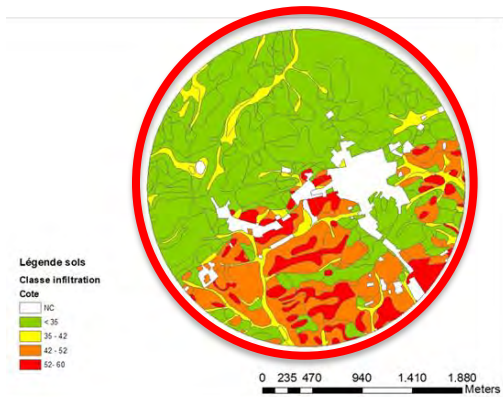 Légende sols
Classe infiltration
Cote
NC
< 35
35 - 42
42 - 52
52- 60
0 235 470 940 1.410 1.880
Meters